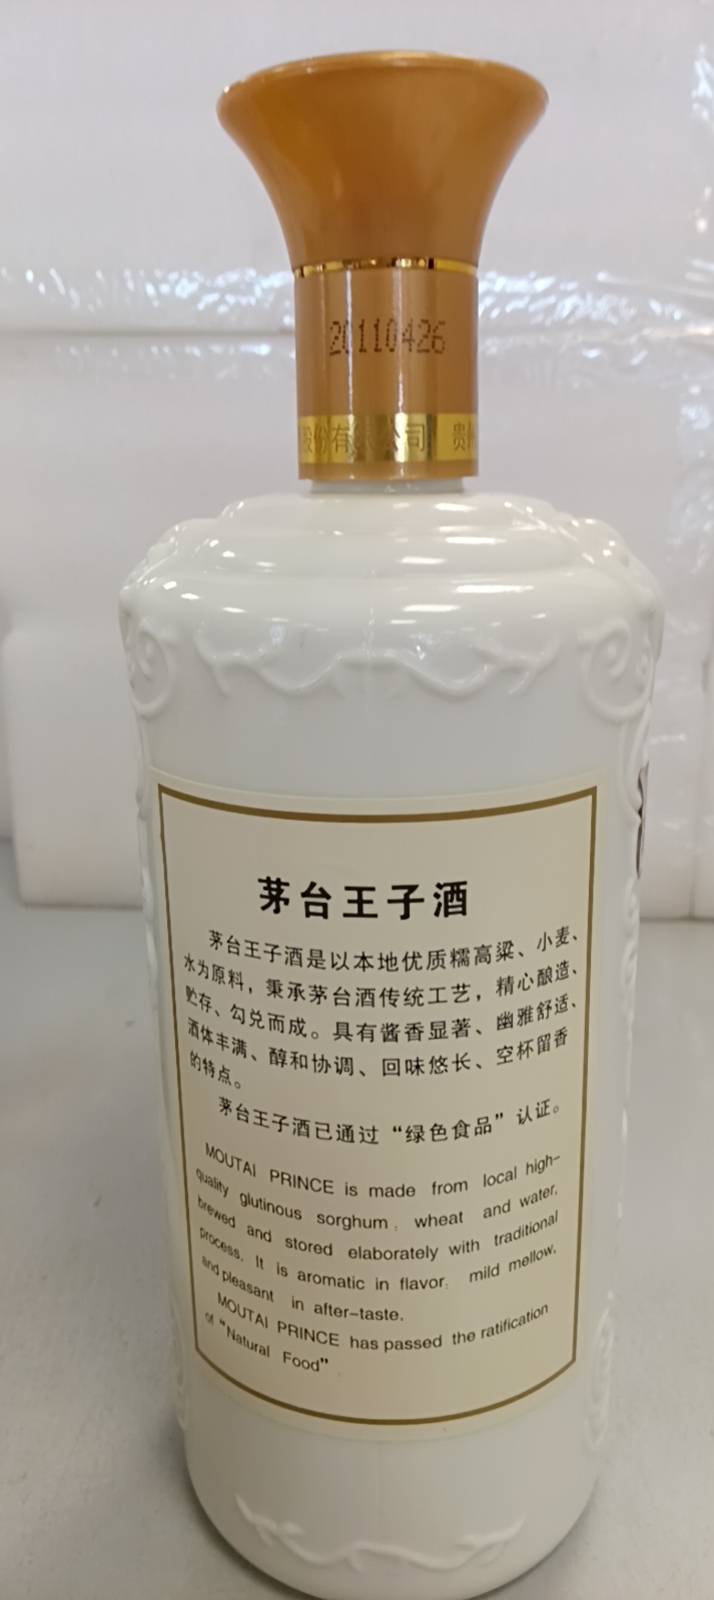 20110426
股份有限公司 贵州
茅台王子酒
茅台王子酒是以本地优质糯高粱、小麦、
水为原料，秉承茅台酒传统工艺，精心酿造、
贮存、勾兑而成。具有酱香显著、幽雅舒适、
酒体丰满、醇和协调、回味悠长、空杯留香
的特点。
茅台王子酒已通过“绿色食品”认证。
MOUTAI PRINCE is made from local high-
quality glutinous sorghum, wheat and water,
brewed and stored elaborately with traditional
process. It is aromatic in flavor, mild mellow,
and pleasant in after-taste.
MOUTAI PRINCE has passed the ratification
of "Natural Food"